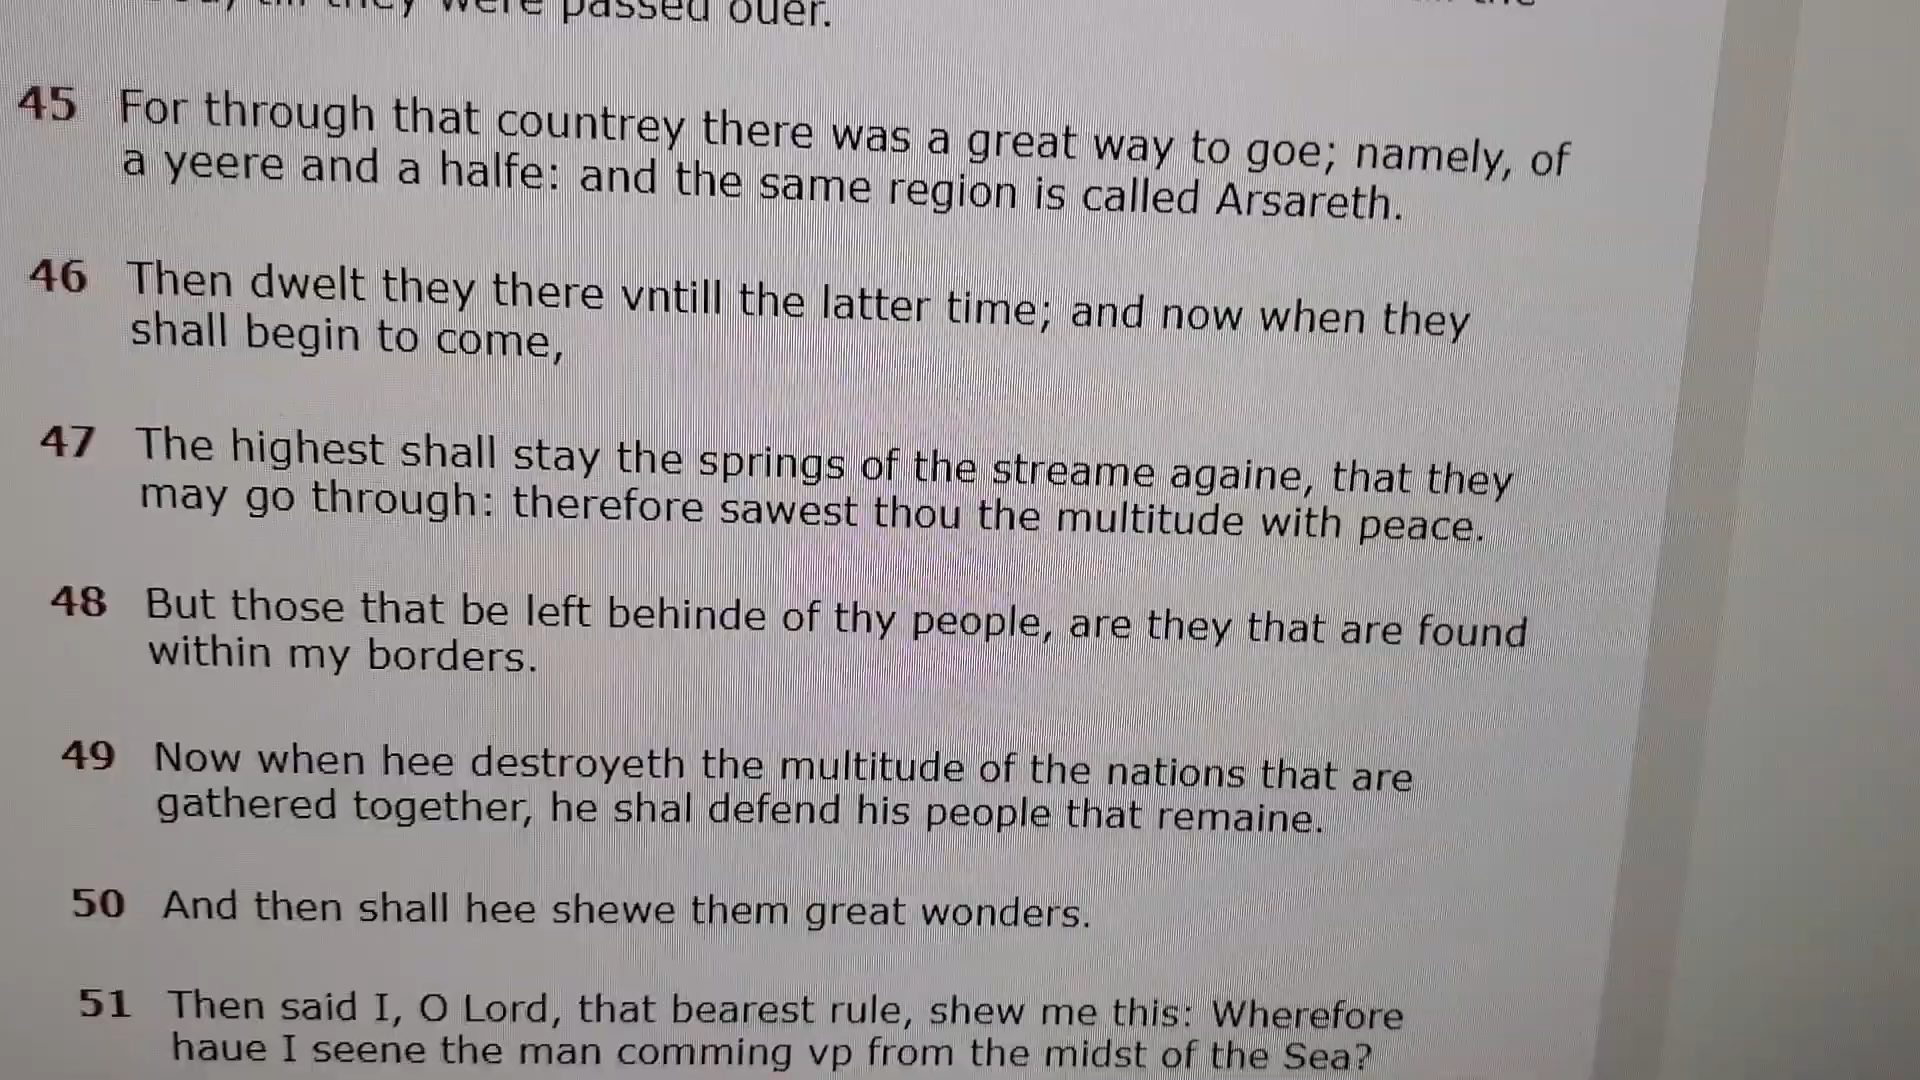 they were passed ouer.
45 For through that countrey there was a great way to goe; namely, of
a yeere and a halfe: and the same region is called Arsareth.
46 Then dwelt they there vntill the latter time; and now when they
shall begin to come,
47 The highest shall stay the springs of the streame againe, that they
may go through: therefore sawest thou the multitude with peace.
48 But those that be left behinde of thy people, are they that are found
within my borders.
49 Now when hee destroyeth the multitude of the nations that are
gathered together, he shal defend his people that remaine.
50 And then shall hee shewe them great wonders.
51 Then said I, O Lord, that bearest rule, shew me this: Wherefore
haue I seene the man comming vp from the midst of the Sea?